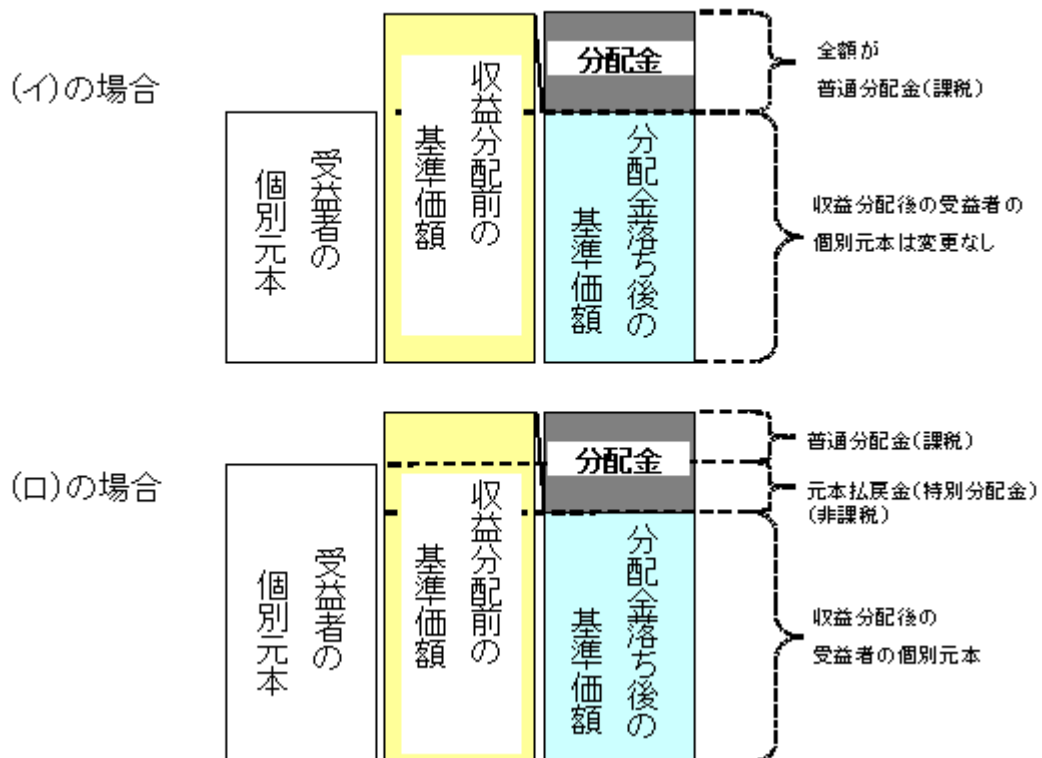 (イ)の場合
受益者の
個別元本
収益分配前の
基準価額
分配金
分配金落ち後の
基準価額
全額が
普通分配金(課税)
収益分配後の受益者の
個別元本は変更なし
(ロ)の場合
受益者の
個別元本
収益分配前の
基準価額
分配金
分配金落ち後の
基準価額
普通分配金(課税)
元本払戻金(特別分配金)
(非課税)
収益分配後の
受益者の個別元本